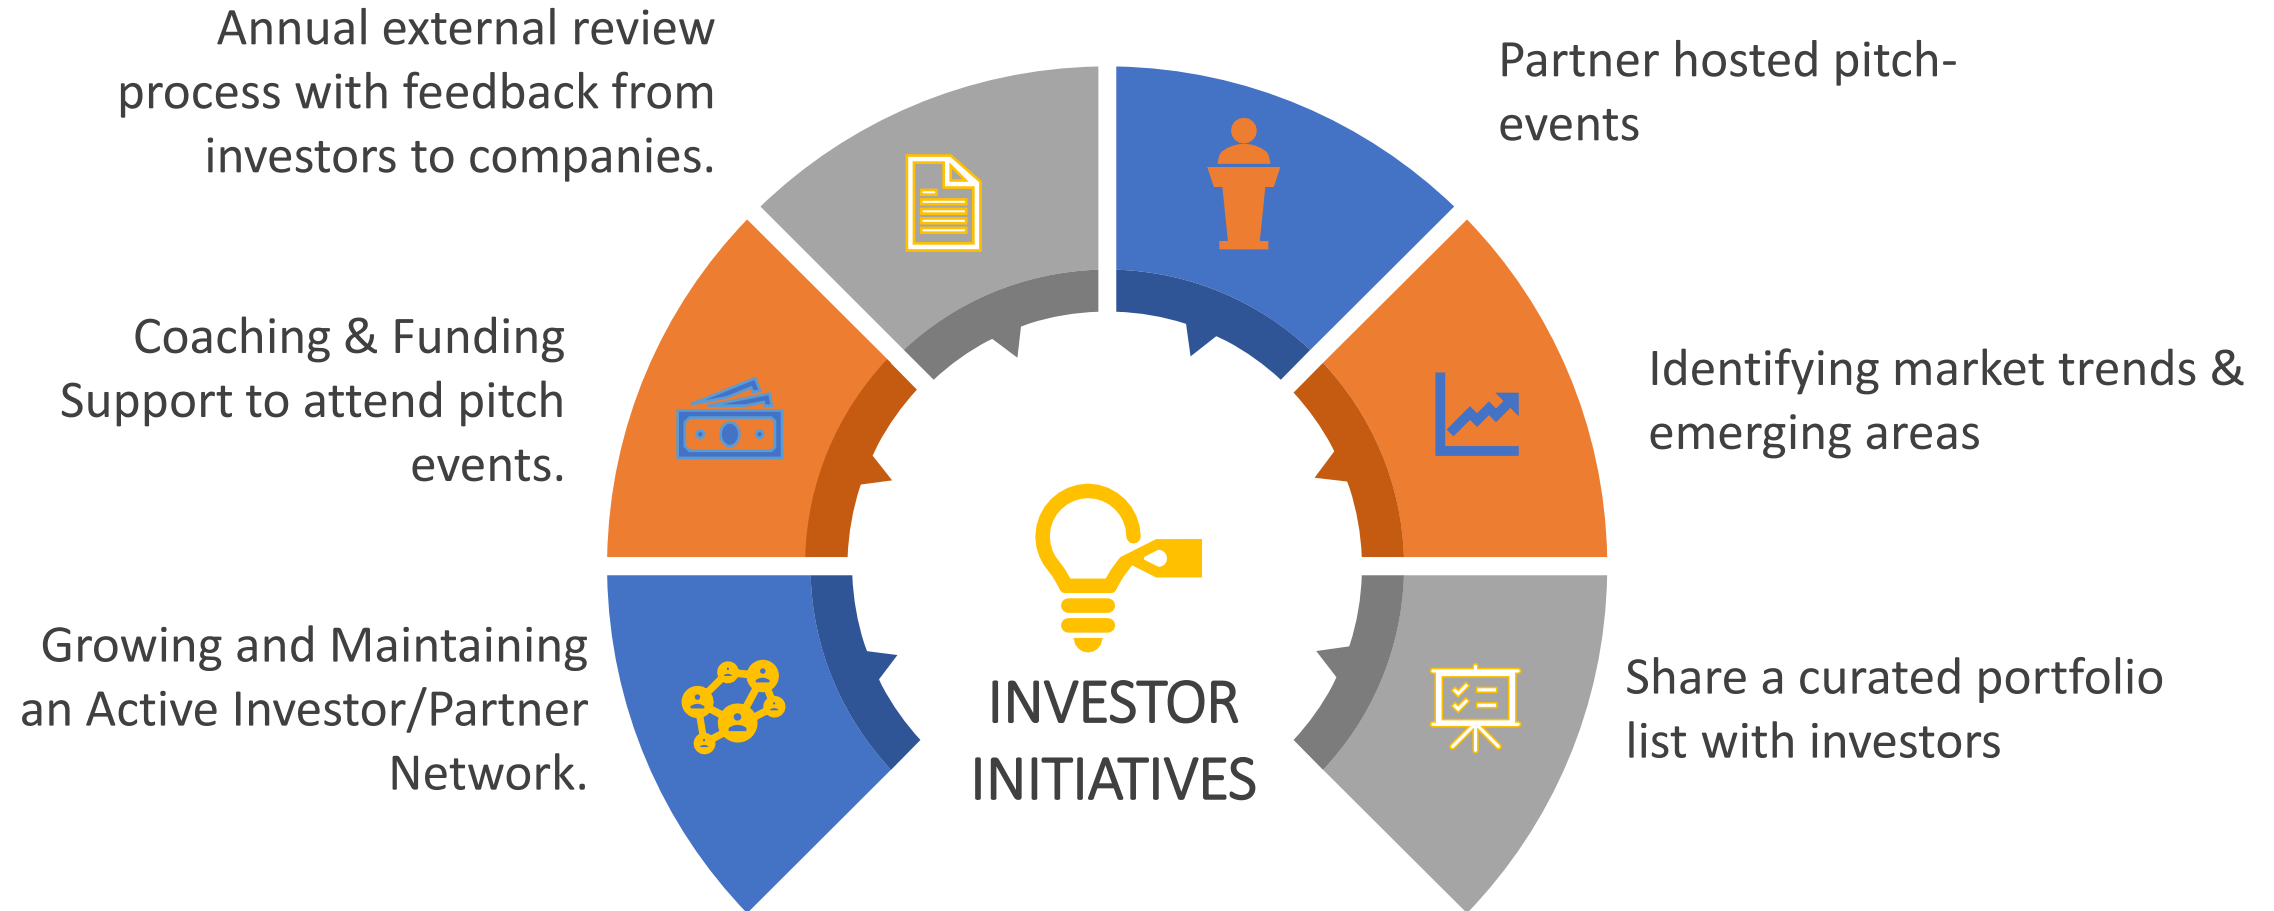 Annual external review
process with feedback from
investors to companies.
Partner hosted pitch-
events
Coaching & Funding
Support to attend pitch
events.
Identifying market trends &
emerging areas
Growing and Maintaining
an Active Investor/Partner
Network.
INVESTOR
INITIATIVES
Share a curated portfolio
list with investors